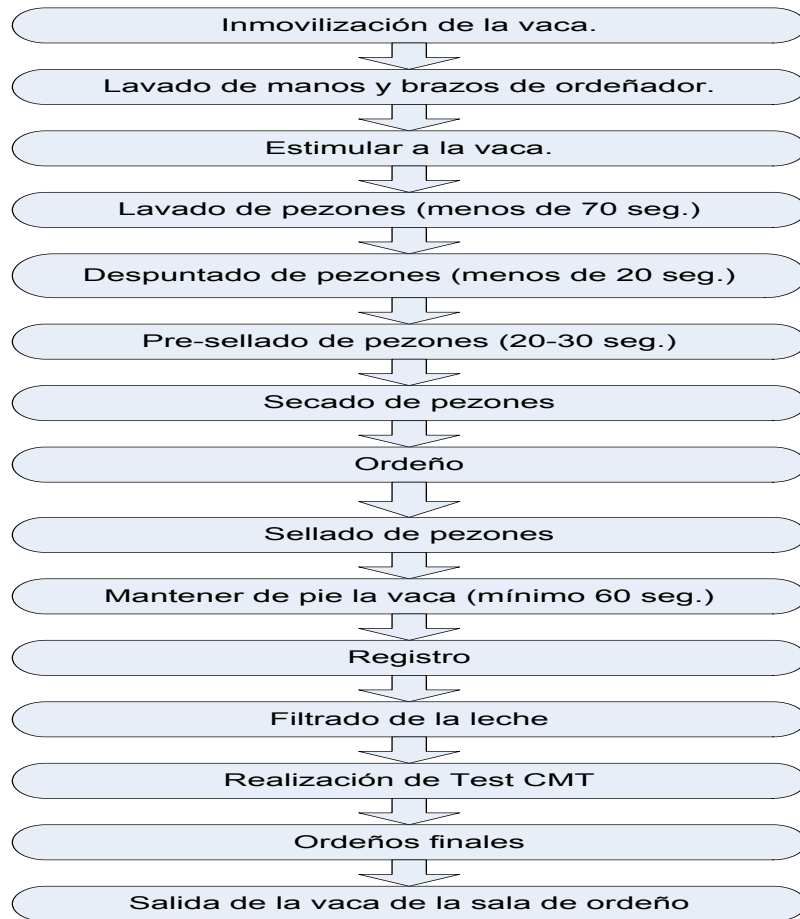 Inmovilización de la vaca.
Lavado de manos y brazos de ordeñador.
Estimular a la vaca.
Lavado de pezones (menos de 70 seg.)
Despuntado de pezones (menos de 20 seg.)
Pre-sellado de pezones (20-30 seg.)
Secado de pezones
Ordeño
Sellado de pezones
Mantener de pie la vaca (mínimo 60 seg.)
Registro
Filtrado de la leche
Realización de Test CMT
Ordeños finales
Salida de la vaca de la sala de ordeño